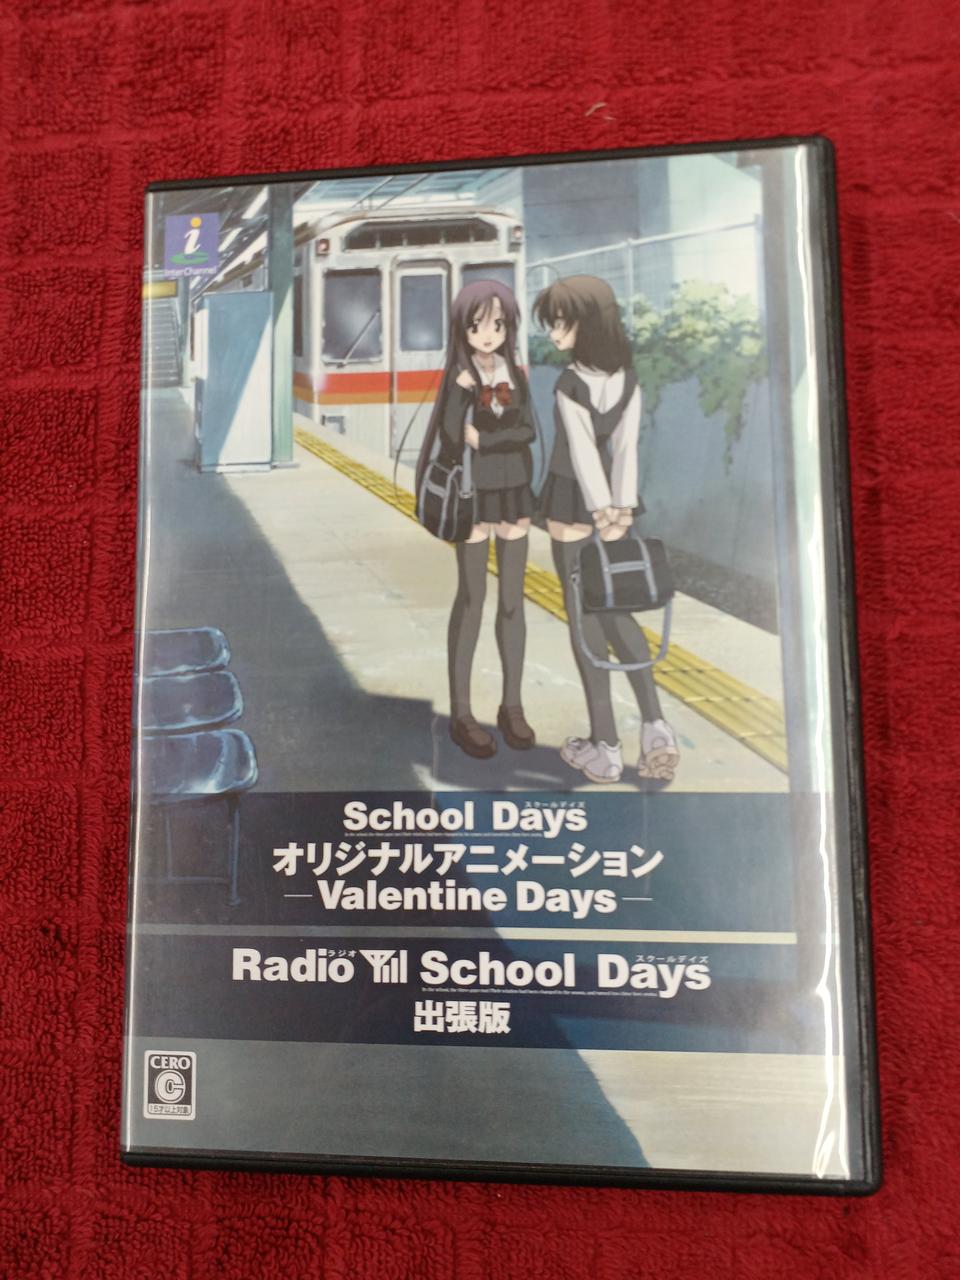 i
InterChannel
School Days
スクールデイズ
オリジナルアニメーション
Valentine Days
Radio School Days
ラジオ
スクールデイズ
出張版
CERO
C
15才以上対象